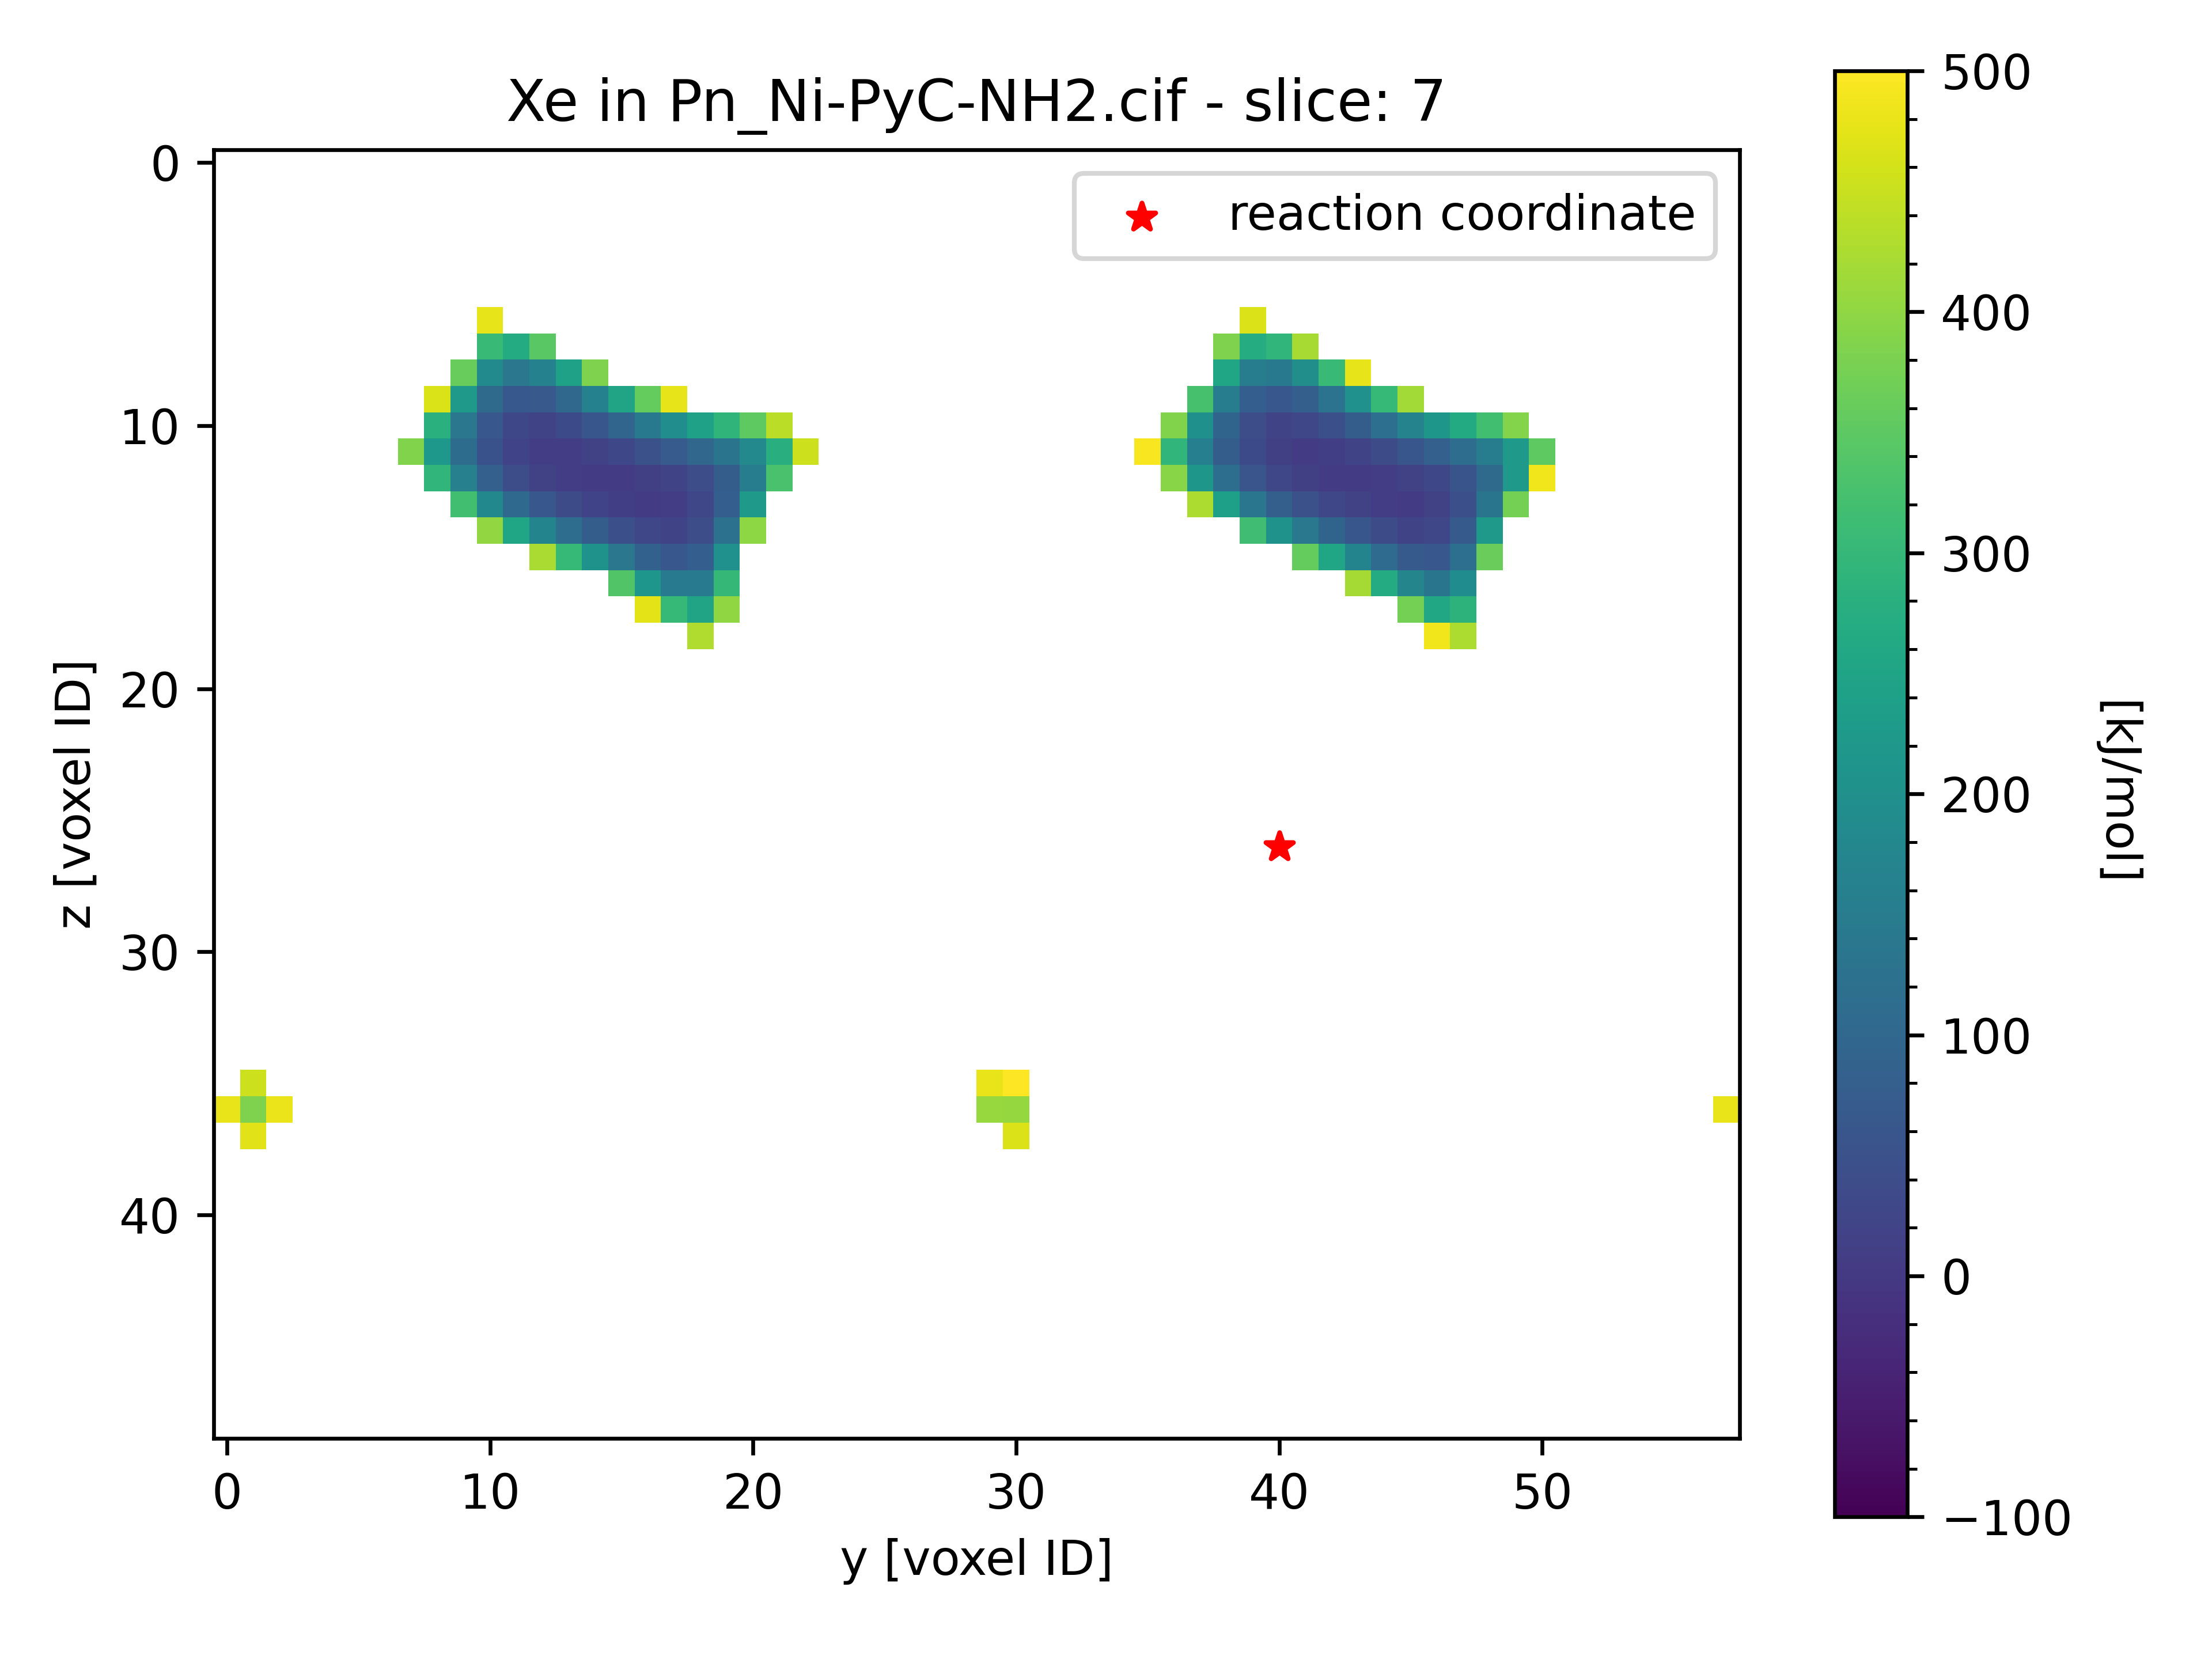 Xe in Pn_Ni-PyC-NH2.cif - slice: 7
reaction coordinate
0
10
20
30
40
z [voxel ID]
0 10 20 30 40 50
y [voxel ID]
500
400
300
200
100
0
−100
[kJ/mol]